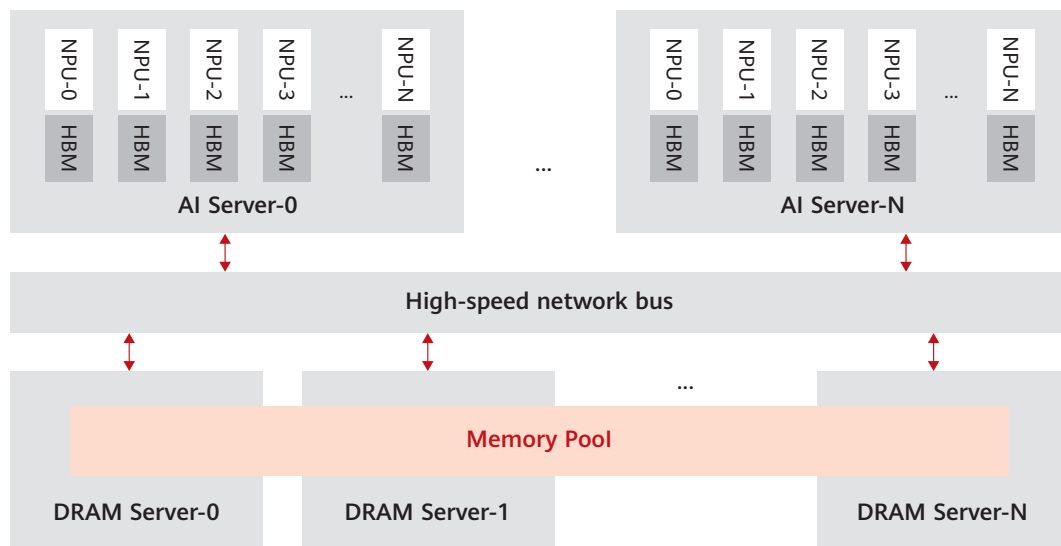 NPU-0
NPU-1
NPU-2
NPU-3
...
NPU-N
HBM
HBM
HBM
HBM
HBM
AI Server-0
...
NPU-0
NPU-1
NPU-2
NPU-3
...
NPU-N
HBM
HBM
HBM
HBM
HBM
AI Server-N
High-speed network bus
...
Memory Pool
DRAM Server-0
DRAM Server-1
DRAM Server-N